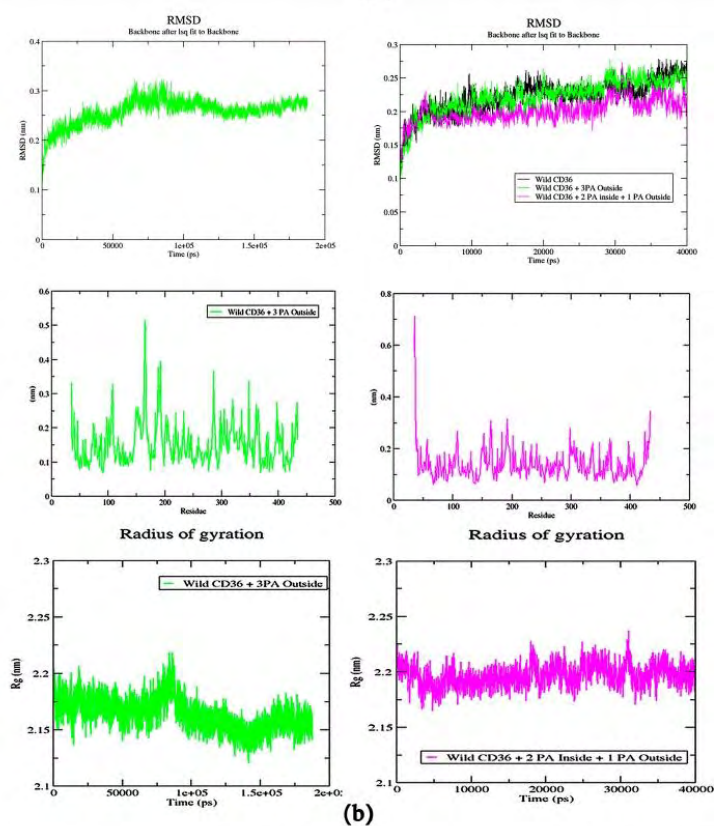 RMSD
Backbone after lsq fit to Backbone
0.4
0.3
0.2
0.1
0
RMSD (nm)
0
50000
1e+05
1.5e+05
2e+05
Time (ps)
RMSD
Backbone after lsq fit to Backbone
0.3
0.25
0.2
0.15
0.1
0.05
0
RMSD (nm)
Wild CD36
Wild CD36 + 3PA Outside
Wild CD36 + 2 PA inside + 1 PA Outside
0
10000
20000
30000
40000
Time (ps)
0.6
0.5
0.4
0.3
0.2
0.1
0
(nm)
Wild CD36 + 3 PA Outside
0
100
200
300
400
500
Residue
0.8
0.6
0.4
0.2
0
(nm)
0
100
200
300
400
500
Residue
Radius of gyration
2.3
2.25
2.2
2.15
2.1
Rg (nm)
Wild CD36 + 3PA Outside
0
50000
1e+05
1.5e+05
2e+0:
Time (ps)
Radius of gyration
2.3
2.25
2.2
2.15
2.1
Rg (nm)
Wild CD36 + 2 PA Inside + 1 PA Outside
0
10000
20000
30000
40000
Time (ps)
(b)